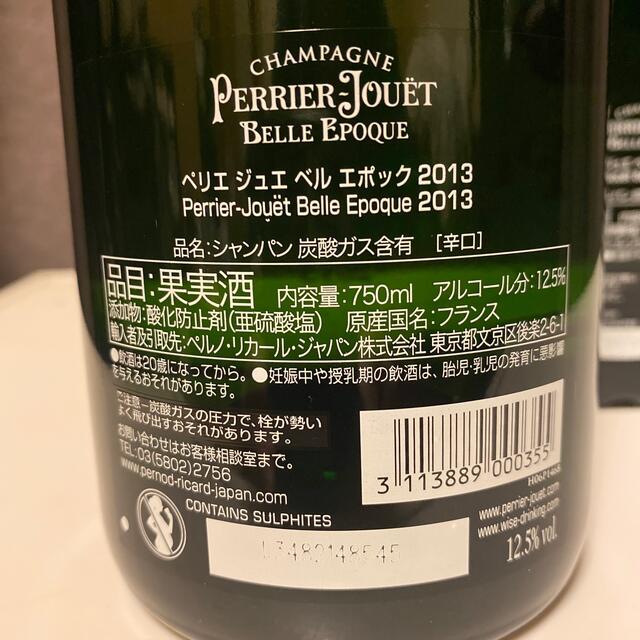 CHAMPAGNE
PERRIER-JOUËT
BELLE EPOQUE
ペリエ ジュエ ベル エポック 2013
Perrier-Jouët Belle Epoque 2013
品名:シャンパン 炭酸ガス含有 [辛口]
品目:果実酒 内容量:750ml アルコール分:12.5%
添加物:酸化防止剤(亜硫酸塩) 原産国名:フランス
輸入者及引取先:ペルノ・リカール・ジャパン株式会社 東京都文京区後楽2-6-1
●飲酒は20歳になってから。●妊娠中や授乳期の飲酒は、胎児・乳児の発育に悪影響
を与えるおそれがあります。
ご注意-炭酸ガスの圧力で、栓が勢い
よく飛び出すおそれがあります。
お問い合わせはお客様相談室まで。
TEL:03(5802)2756
www.pernod-ricard-japan.com
CONTAINS SULPHITES
3 113889 000355
H06P1468
www.perrier-jouet.com
www.wise-drinking.com
12.5% vol.
L3482148545